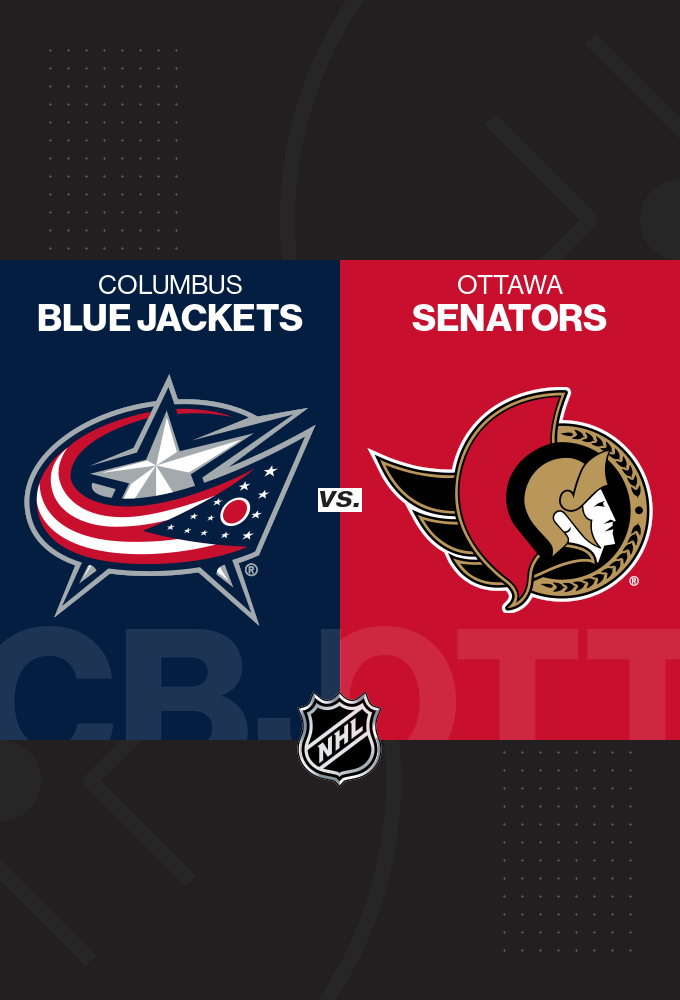 COLUMBUS
BLUE JACKETS
OTTAWA
SENATORS
VS.
®
®
CBJ
OTT
NHL